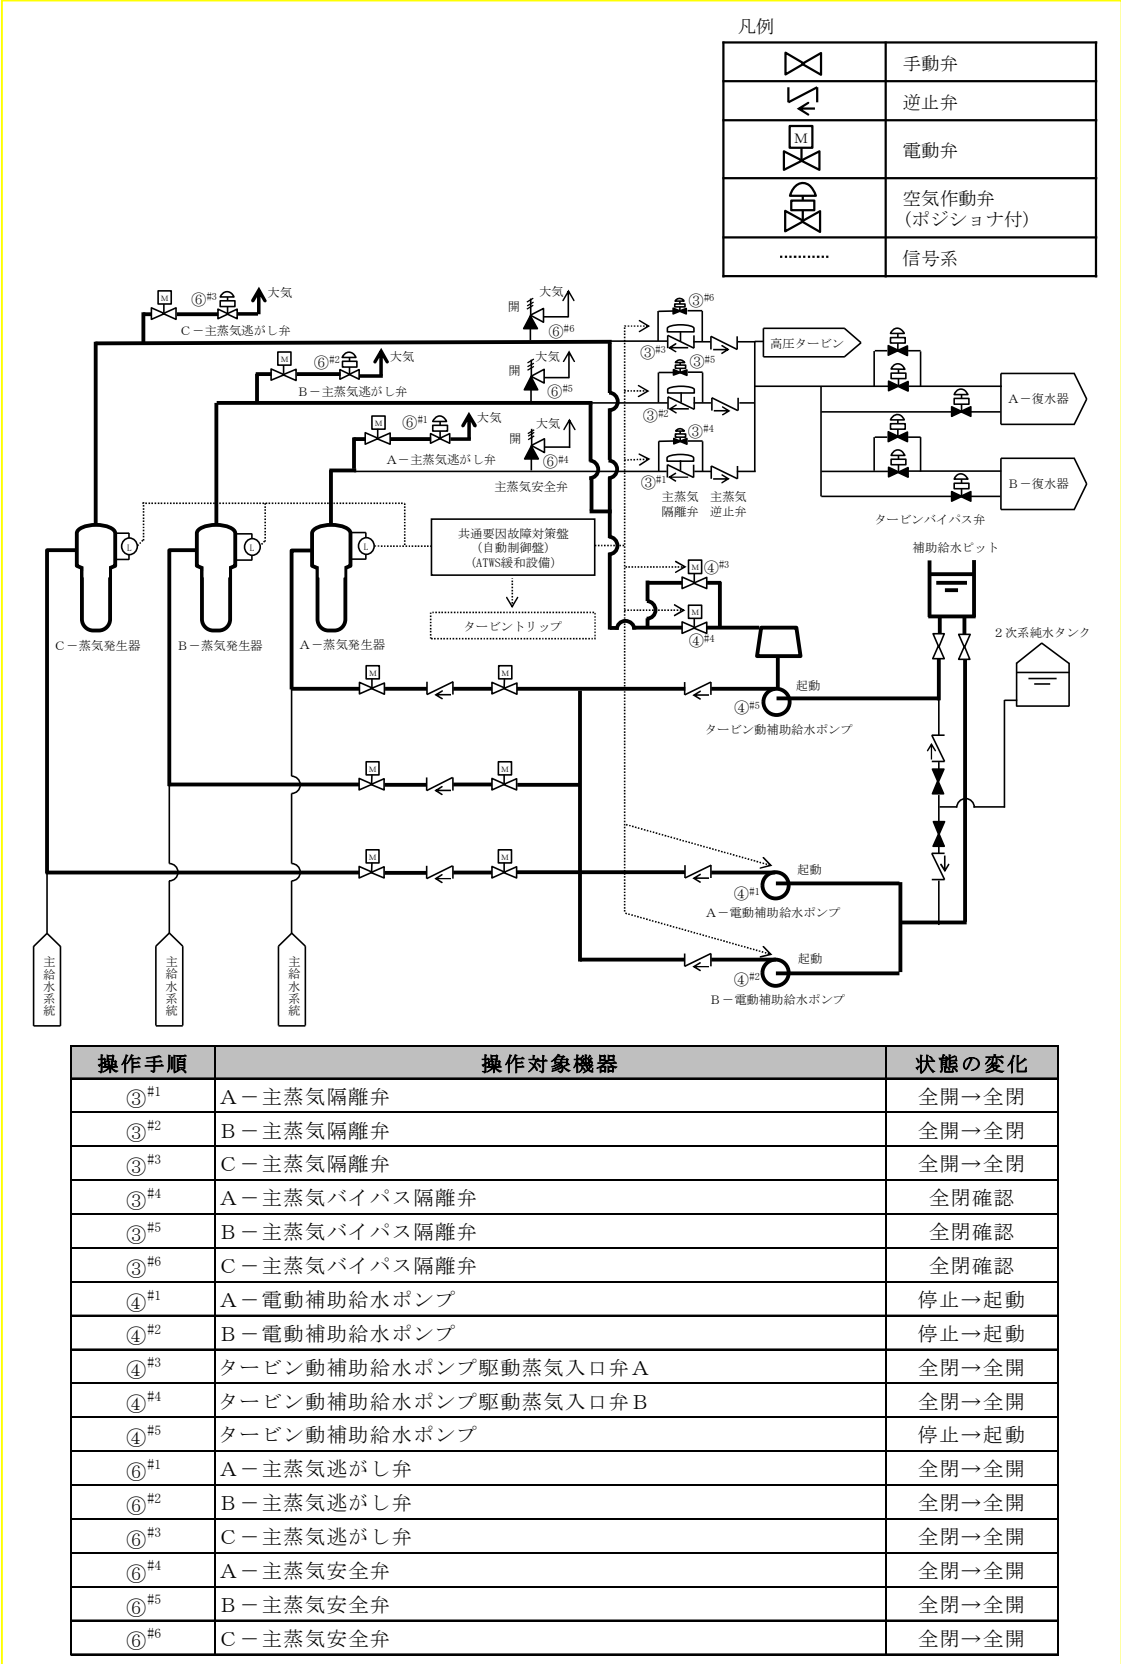 凡例
手動弁
逆止弁
M
電動弁
空気作動弁
(ポジショナ付)
信号系
M
⑥#3
大気
C－主蒸気逃がし弁
開
大気
⑥#6
③#6
③#3
高圧タービン
M
⑥#2
大気
B－主蒸気逃がし弁
開
大気
⑥#5
③#5
③#2
A－復水器
M
⑥#1
大気
A－主蒸気逃がし弁
開
大気
⑥#4
主蒸気安全弁
③#4
③#1
主蒸気
隔離弁
主蒸気
逆止弁
B－復水器
タービンバイパス弁
L
L
L
共通要因故障対策盤
(自動制御盤)
(ATWS緩和設備)
タービントリップ
C－蒸気発生器
B－蒸気発生器
A－蒸気発生器
M
④#3
M
④#4
補助給水ピット
２次系純水タンク
M
M
起動
④#5
タービン動補助給水ポンプ
M
M
M
M
起動
④#1
A－電動補助給水ポンプ
起動
④#2
B－電動補助給水ポンプ
主給水系統
主給水系統
主給水系統
操作手順 操作対象機器 状態の変化
③#1 A－主蒸気隔離弁 全開→全閉
③#2 B－主蒸気隔離弁 全開→全閉
③#3 C－主蒸気隔離弁 全開→全閉
③#4 A－主蒸気バイパス隔離弁 全閉確認
③#5 B－主蒸気バイパス隔離弁 全閉確認
③#6 C－主蒸気バイパス隔離弁 全閉確認
④#1 A－電動補助給水ポンプ 停止→起動
④#2 B－電動補助給水ポンプ 停止→起動
④#3 タービン動補助給水ポンプ駆動蒸気入口弁A 全閉→全開
④#4 タービン動補助給水ポンプ駆動蒸気入口弁B 全閉→全開
④#5 タービン動補助給水ポンプ 停止→起動
⑥#1 A－主蒸気逃がし弁 全閉→全開
⑥#2 B－主蒸気逃がし弁 全閉→全開
⑥#3 C－主蒸気逃がし弁 全閉→全開
⑥#4 A－主蒸気安全弁 全閉→全開
⑥#5 B－主蒸気安全弁 全閉→全開
⑥#6 C－主蒸気安全弁 全閉→全開